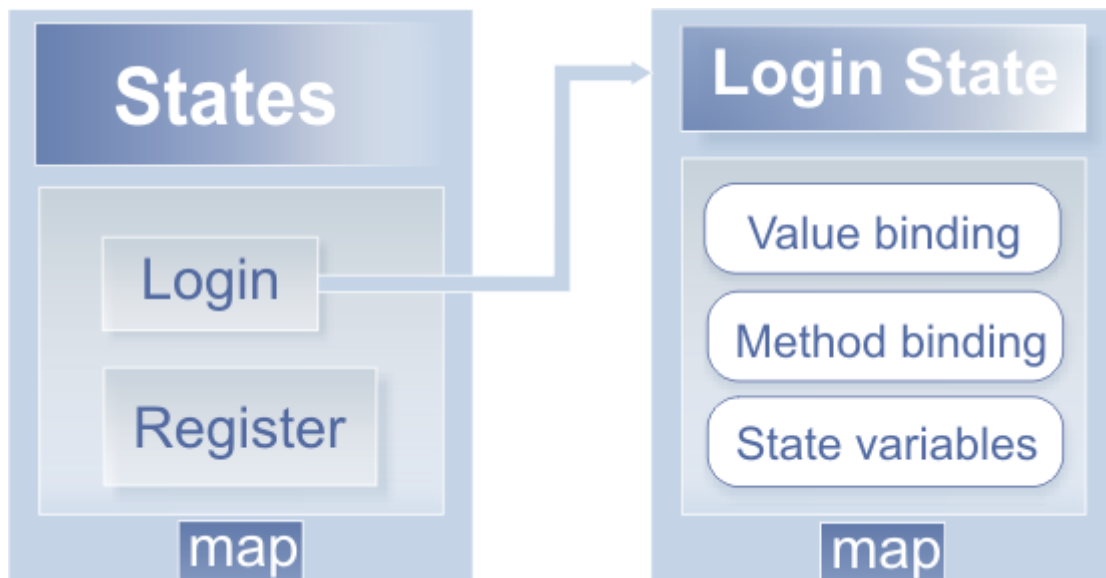 States
Login
Register
map
Login State
Value binding
Method binding
State variables
map